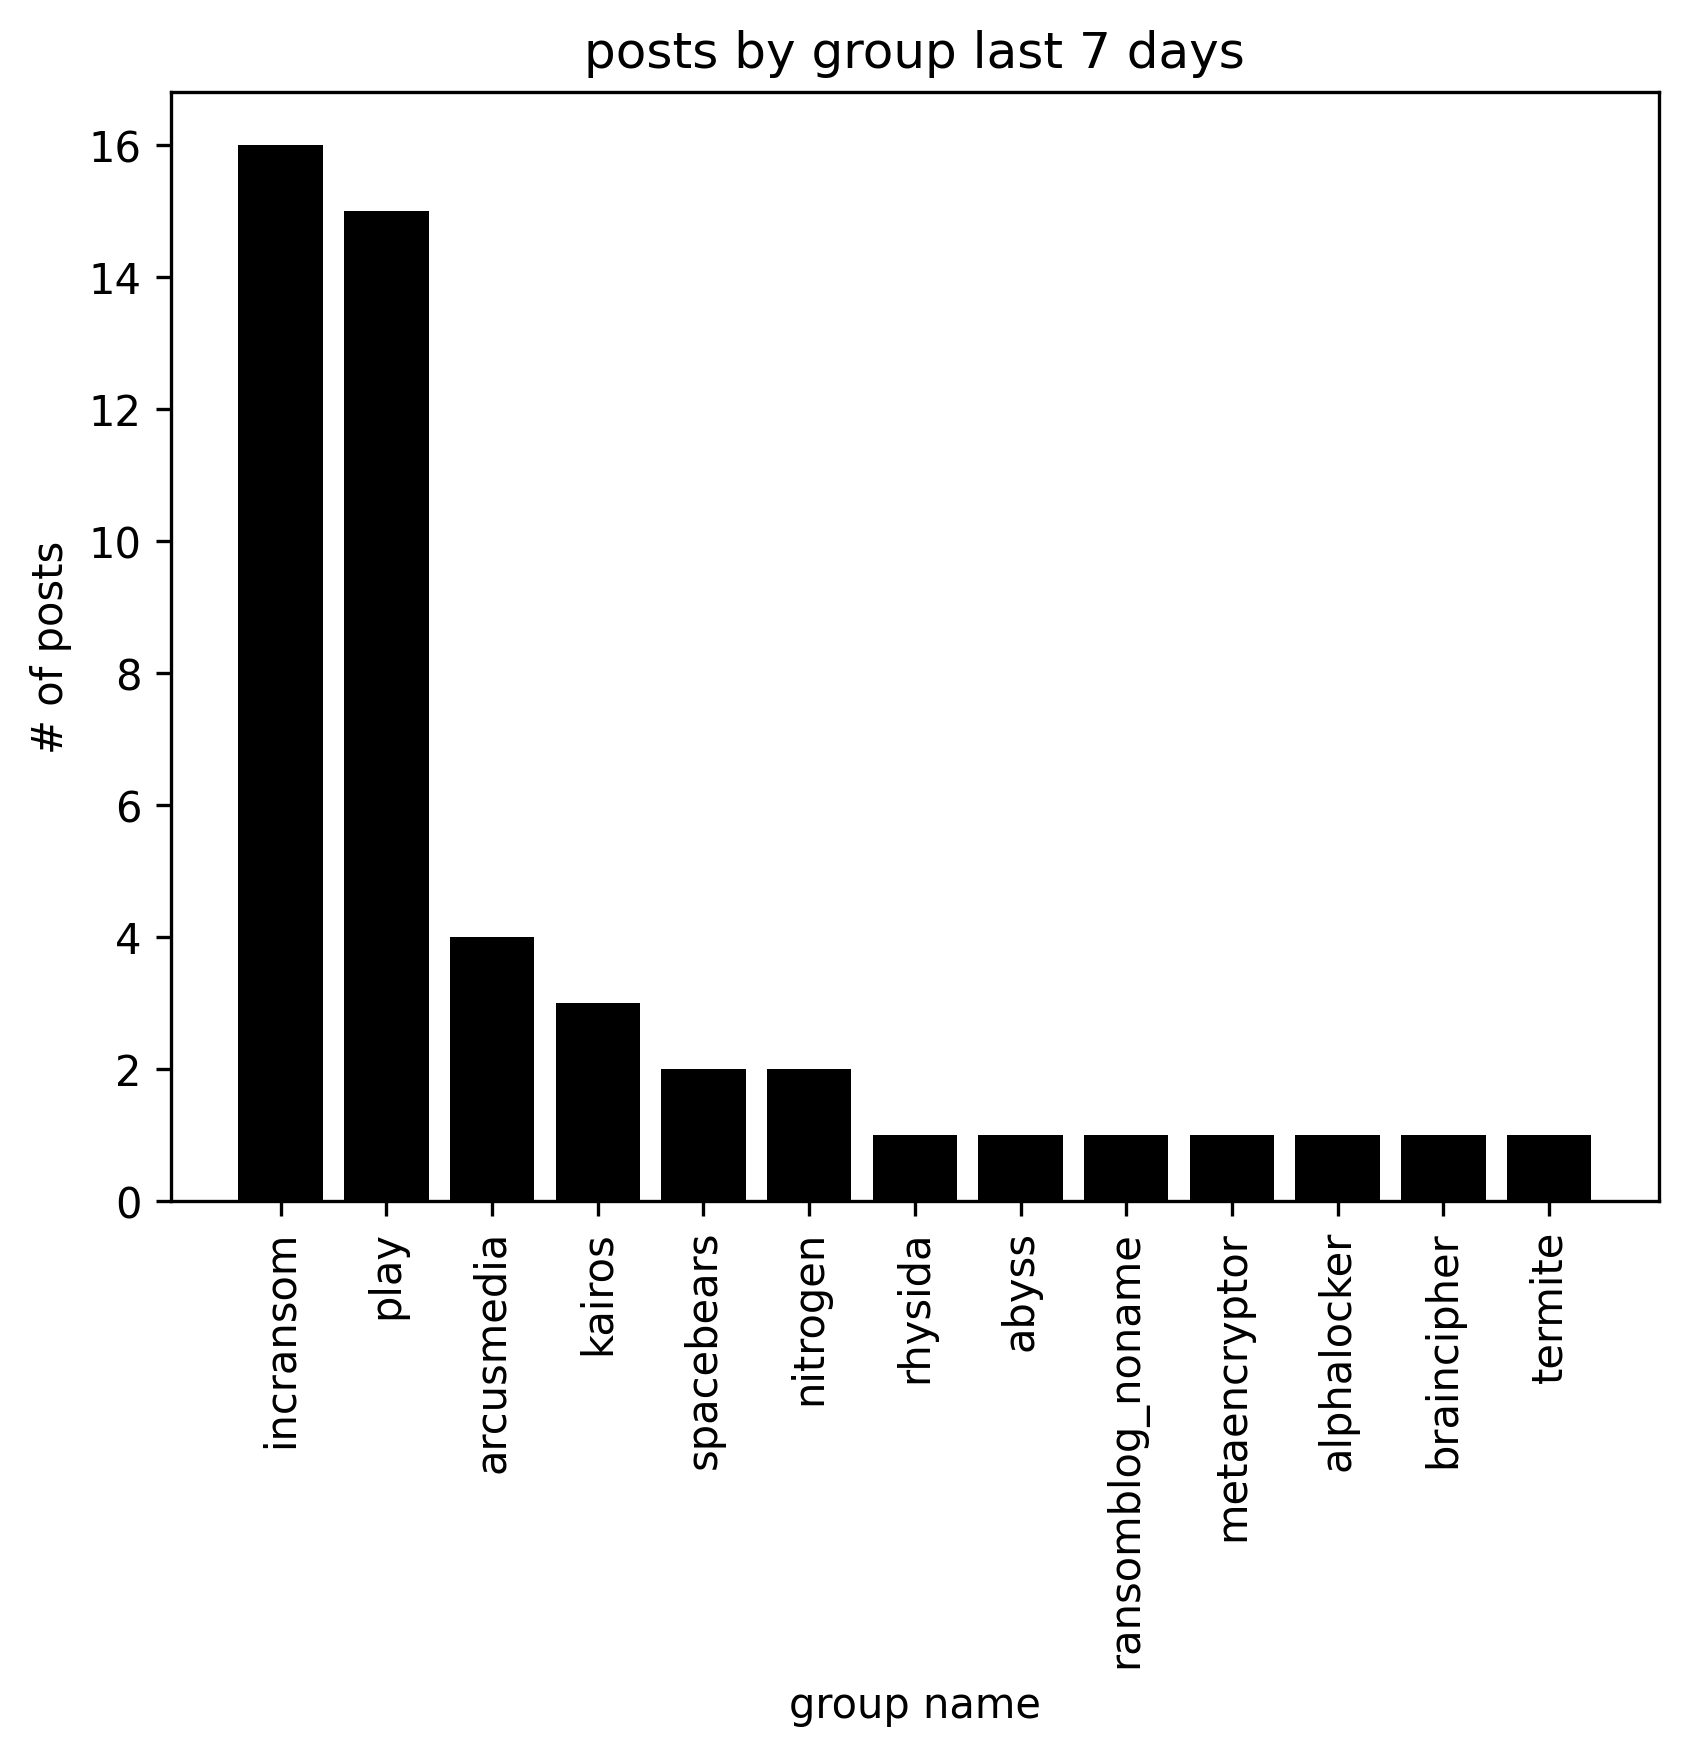 posts by group last 7 days
# of posts
16
14
12
10
8
6
4
2
0
incransom
play
arcusmedia
kairos
spacebears
nitrogen
rhysida
abyss
ransomblog_noname
metaencryptor
alphalocker
braincipher
termite
group name